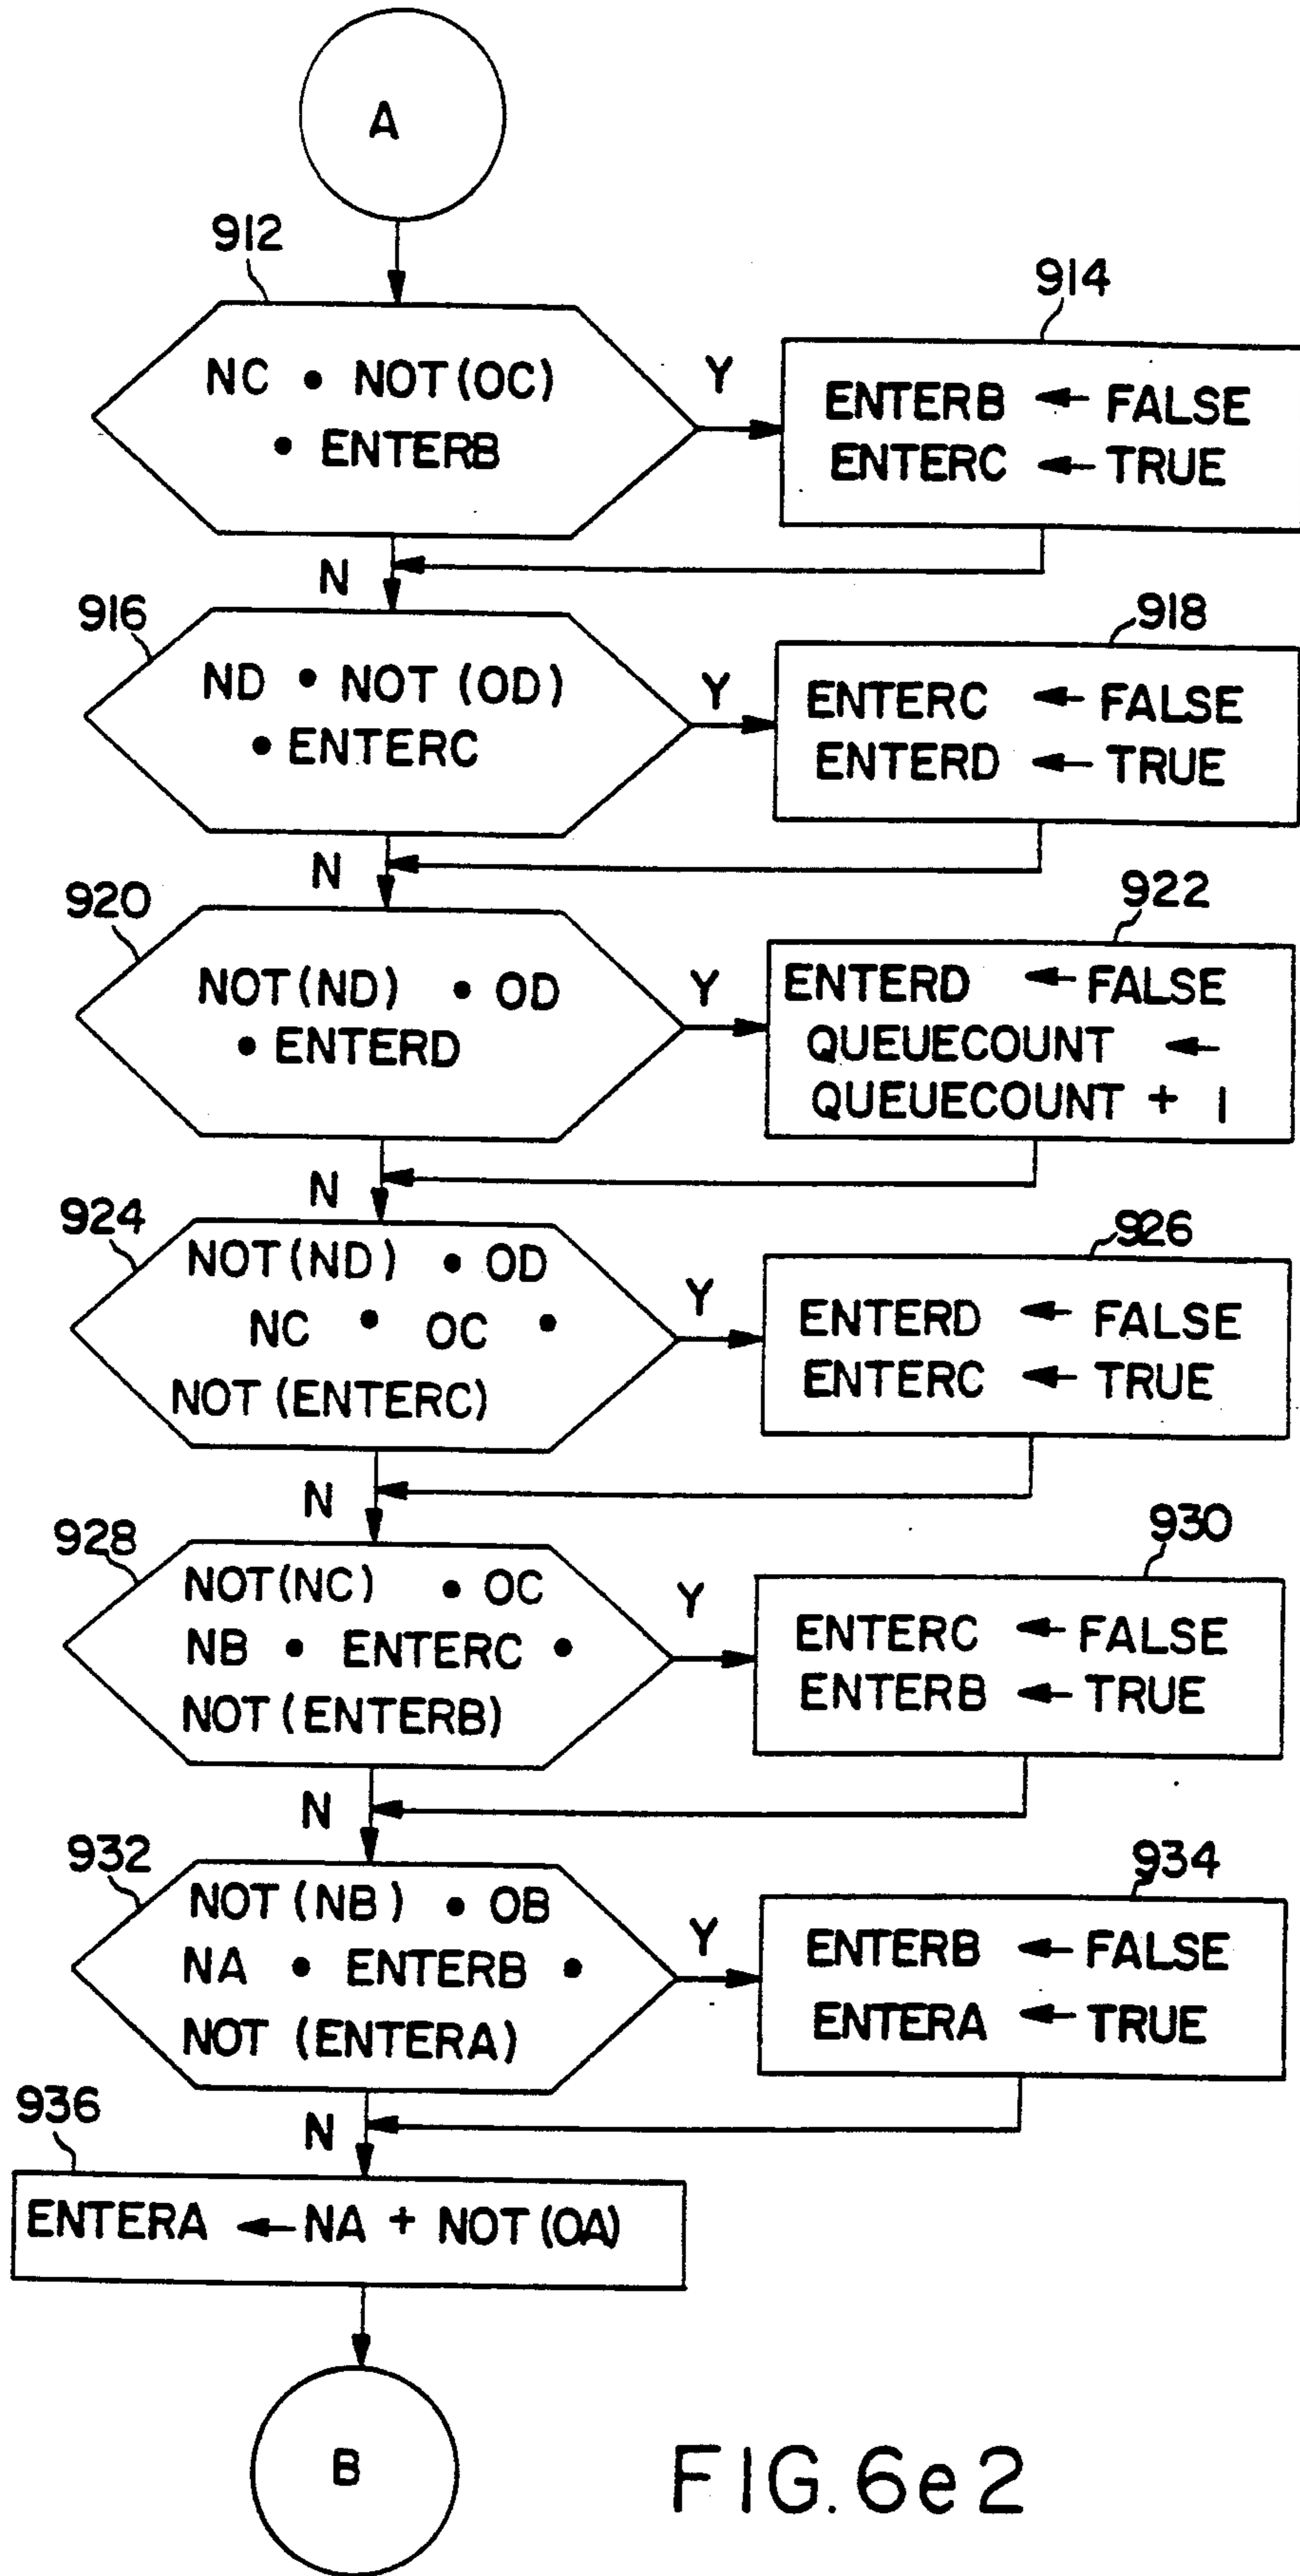 A
912
NC • NOT (OC)
• ENTERB
Y
914
ENTERB ← FALSE
ENTERC ← TRUE
N
916
ND • NOT (OD)
• ENTERC
Y
918
ENTERC ← FALSE
ENTERD ← TRUE
N
920
NOT (ND) • OD
• ENTERD
Y
922
ENTERD ← FALSE
QUEUECOUNT ←
QUEUECOUNT + 1
N
924
NOT (ND) • OD
NC • OC •
NOT (ENTERC)
Y
926
ENTERD ← FALSE
ENTERC ← TRUE
N
928
NOT (NC) • OC
NB • ENTERC •
NOT (ENTERB)
Y
930
ENTERC ← FALSE
ENTERB ← TRUE
N
932
NOT (NB) • OB
NA • ENTERB •
NOT (ENTERA)
Y
934
ENTERB ← FALSE
ENTERA ← TRUE
N
936
ENTERA ← NA + NOT (OA)
B
FIG. 6e2